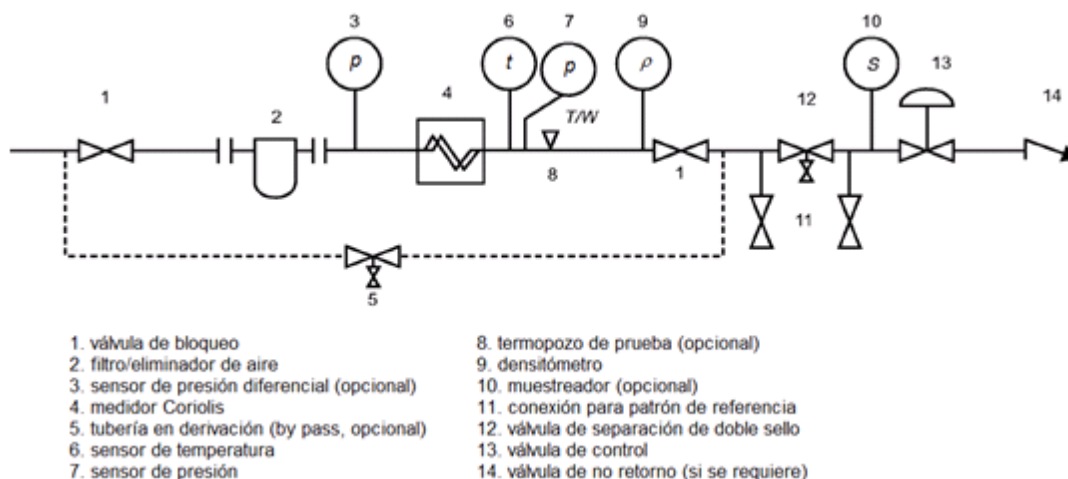 3 6 7 9 10
p t p ρ s
1 2 4 T/W 12 13 14
8 1
11
5
1. válvula de bloqueo
2. filtro/eliminador de aire
3. sensor de presión diferencial (opcional)
4. medidor Coriolis
5. tubería en derivación (by pass, opcional)
6. sensor de temperatura
7. sensor de presión
8. termopozo de prueba (opcional)
9. densitómetro
10. muestreador (opcional)
11. conexión para patrón de referencia
12. válvula de separación de doble sello
13. válvula de control
14. válvula de no retorno (si se requiere)